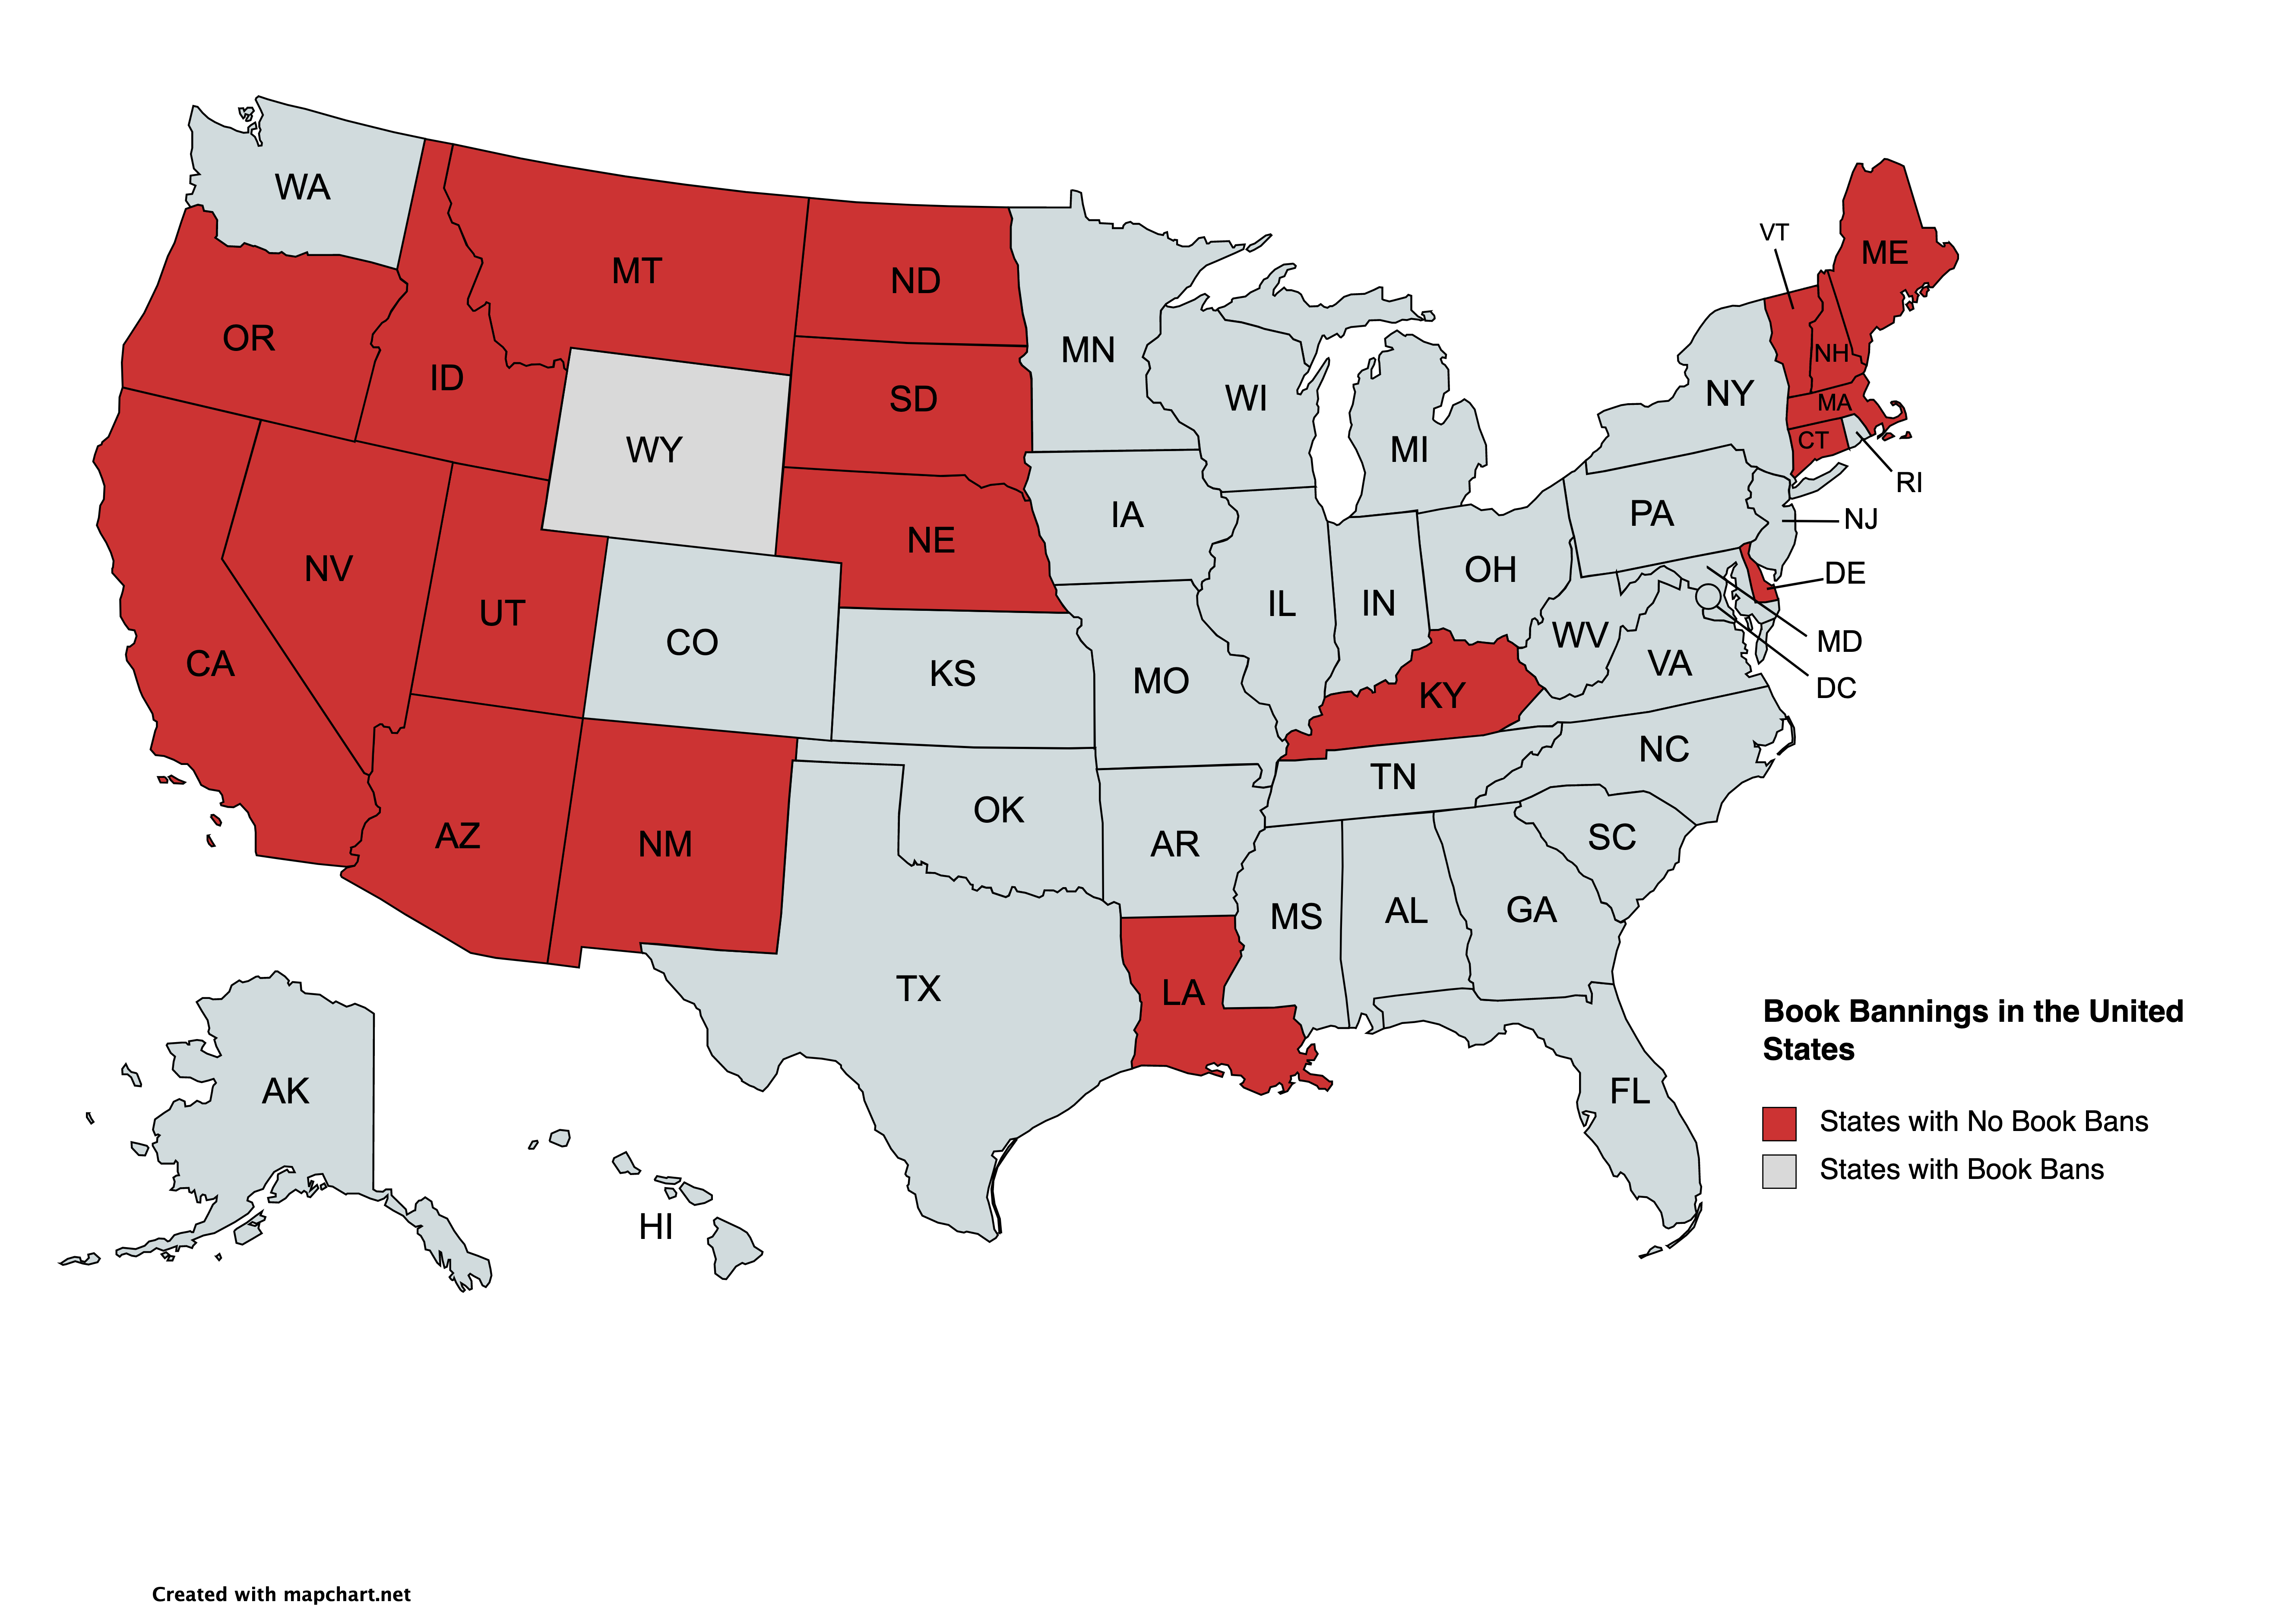 WA
VT
ME
MT
ND
OR
MN
NH
ID
NY
WI
SD
MA
CT
WY
MI
RI
IA
PA
NJ
NE
NV
OH
DE
UT
IL
IN
CO
WV
MD
VA
CA
KS
MO
DC
KY
NC
TN
OK
AZ
NM
AR
SC
MS
AL
GA
TX
LA
Book Bannings in the United
States
AK
FL
States with No Book Bans
States with Book Bans
HI
Created with mapchart.net